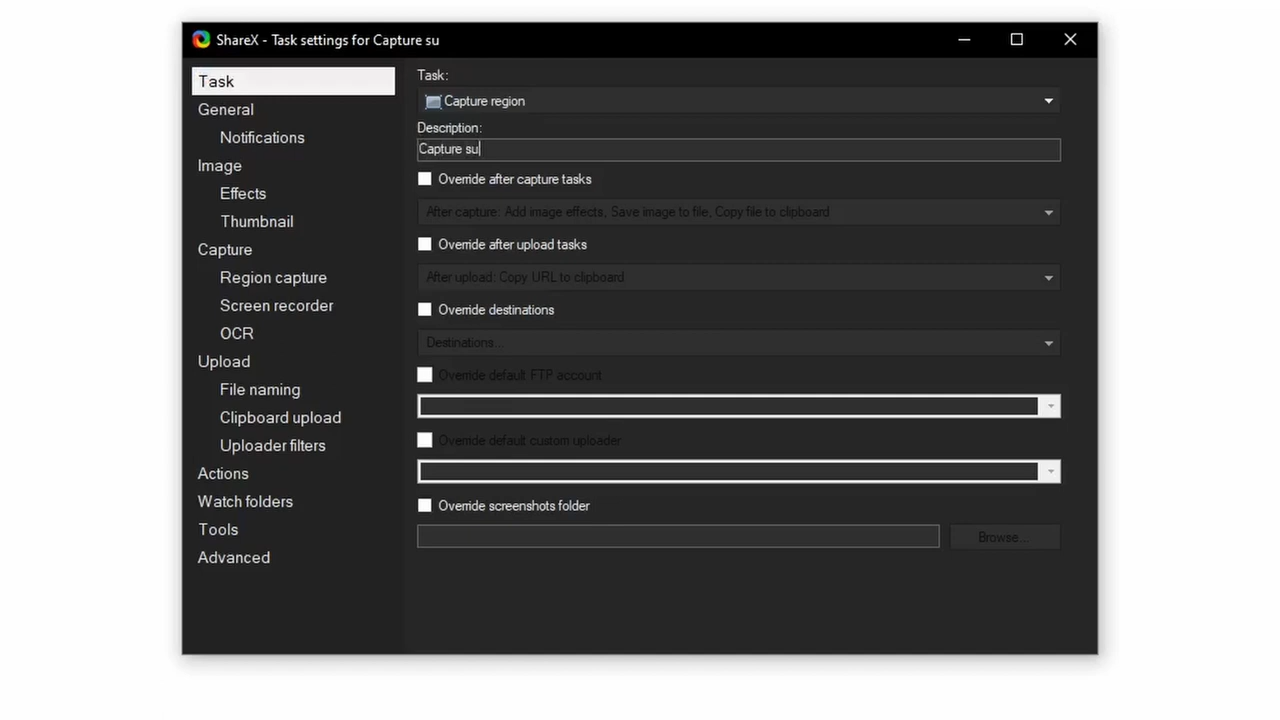 ShareX - Task settings for Capture su
Task
General
Notifications
Image
Effects
Thumbnail
Capture
Region capture
Screen recorder
OCR
Upload
File naming
Clipboard upload
Uploader filters
Actions
Watch folders
Tools
Advanced
Task:
Capture region
Description:
Capture su
Override after capture tasks
After capture: Add image effects, Save image to file, Copy file to clipboard
Override after upload tasks
After upload: Copy URL to clipboard
Override destinations
Destinations...
Override default FTP account
Override default custom uploader
Override screenshots folder
Browse...